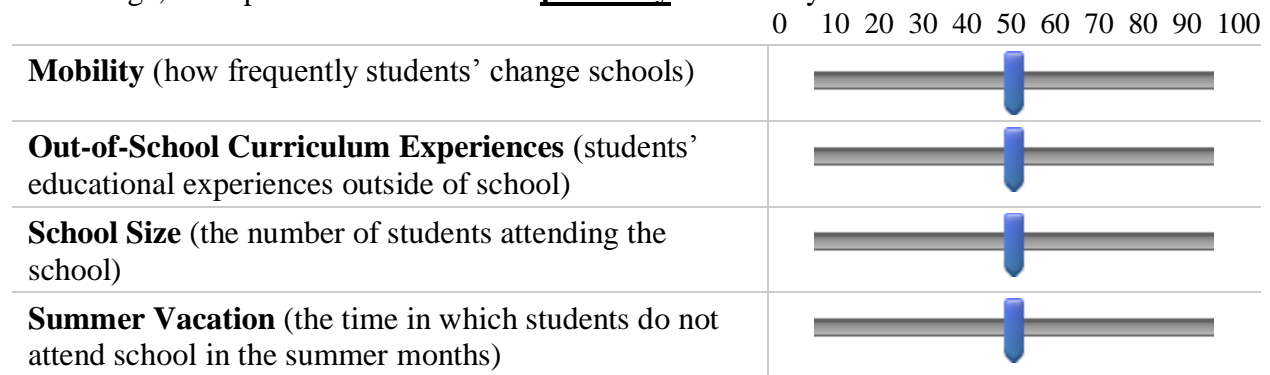 0 10 20 30 40 50 60 70 80 90 100
Mobility (how frequently students’ change schools)
Out-of-School Curriculum Experiences (students’
educational experiences outside of school)
School Size (the number of students attending the
school)
Summer Vacation (the time in which students do not
attend school in the summer months)